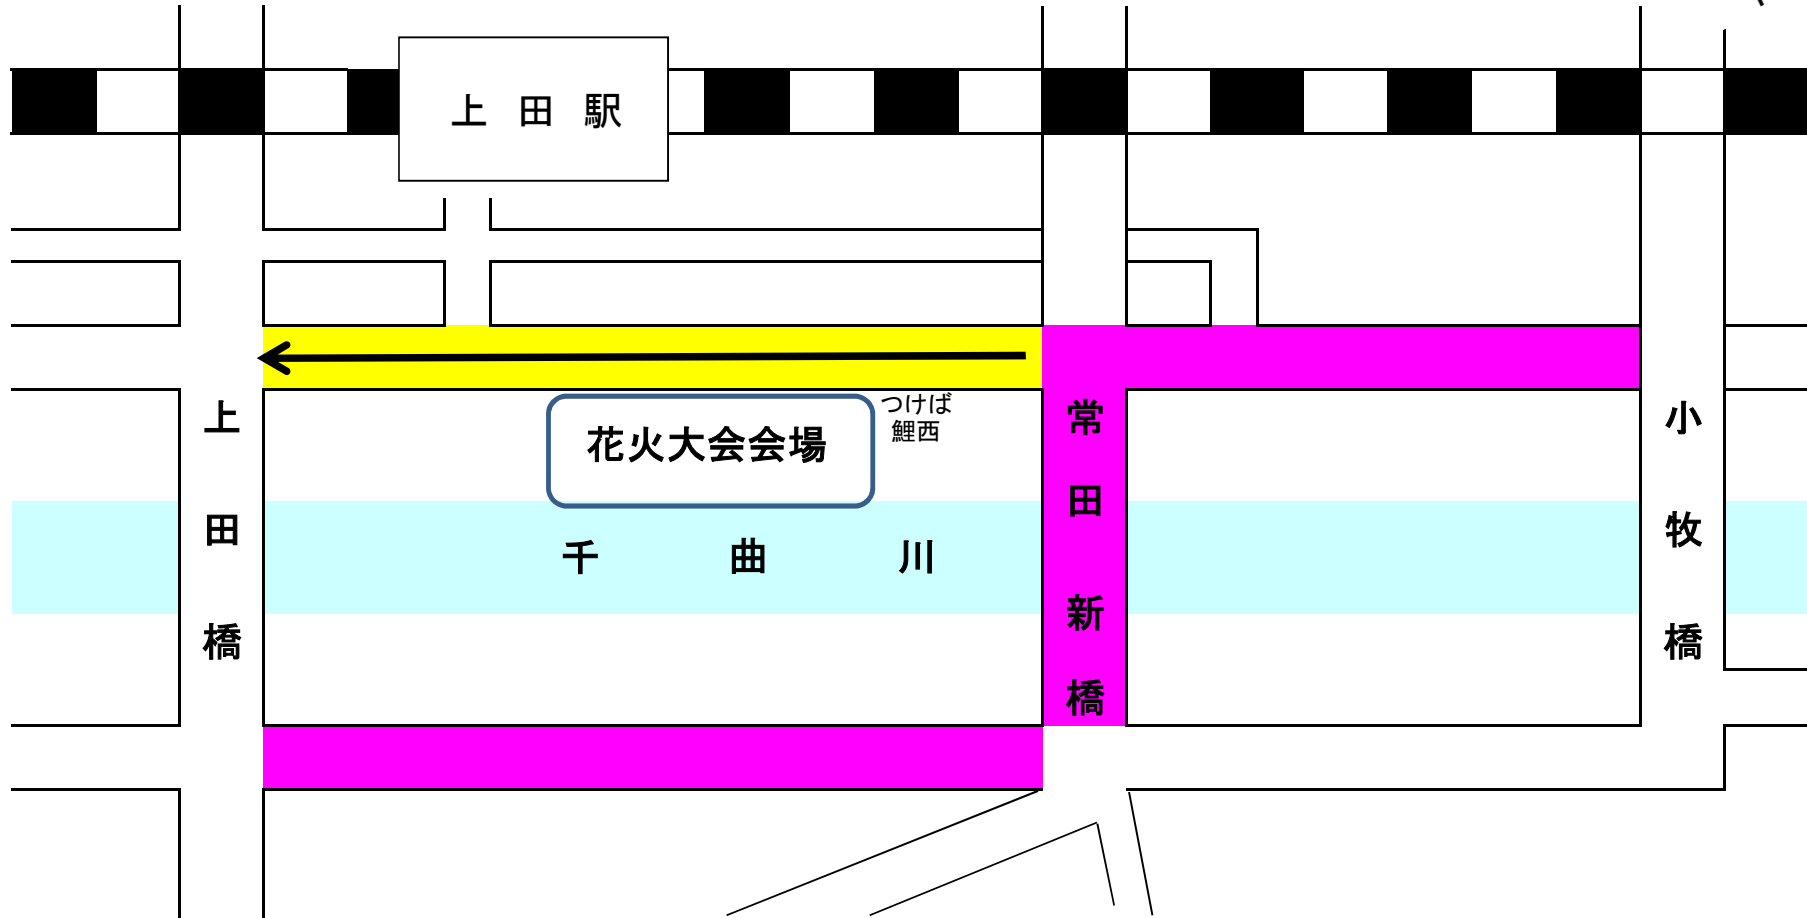 上田駅
つけば
鯉西
花火大会会場
上田橋
常田新橋
小牧橋
千曲川